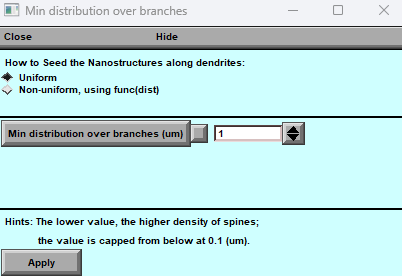 Min distribution over branches
Close Hide
How to Seed the Nanostructures along dendrites:
Uniform
Non-uniform, using func(dist)
Min distribution over branches (um) 1
Hints: The lower value, the higher density of spines;
the value is capped from below at 0.1 (um).
Apply